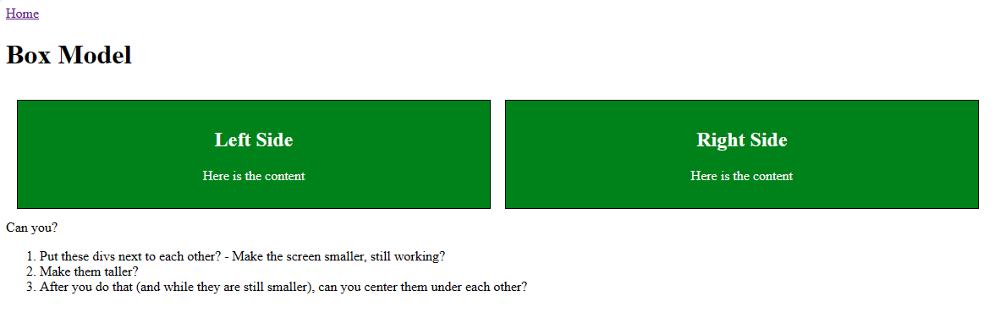 Home
Box Model
Left Side
Right Side
Here is the content
Here is the content
Can you?
1. Put these divs next to each other? - Make the screen smaller, still working?
2. Make them taller?
3. After you do that (and while they are still smaller), can you center them under each other?